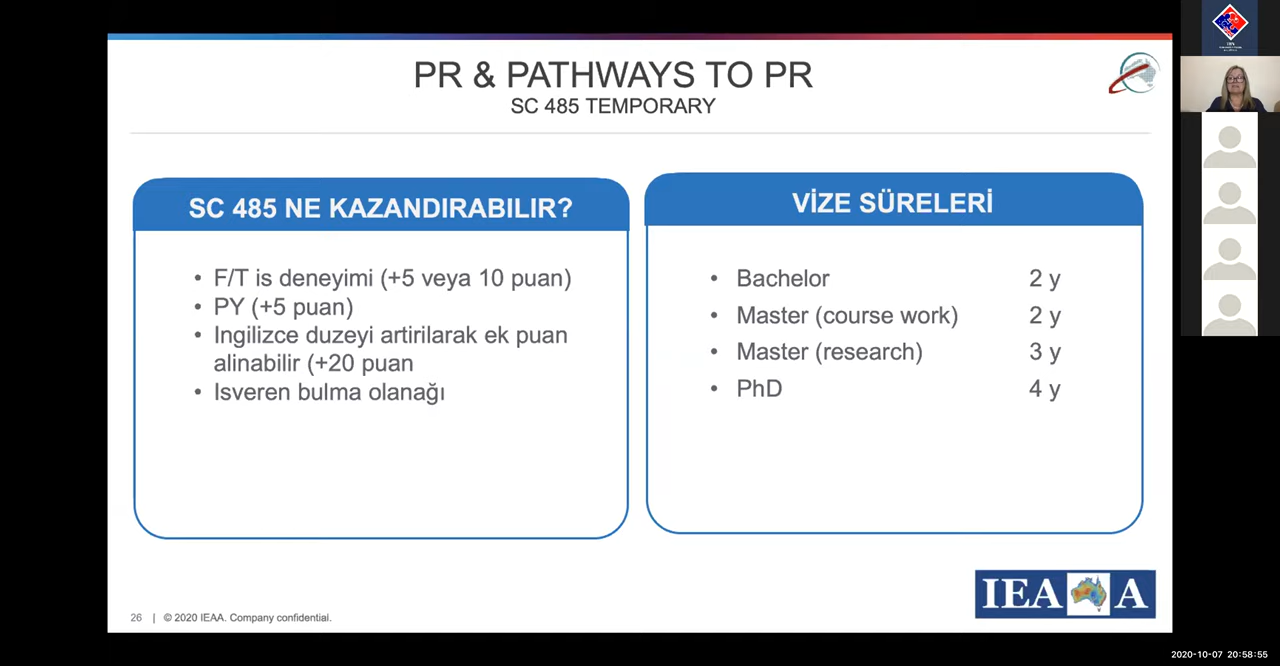 PR & PATHWAYS TO PR
SC 485 TEMPORARY
SC 485 NE KAZANDIRABILIR?
• F/T is deneyimi (+5 veya 10 puan)
• PY (+5 puan)
• Ingilizce duzeyi artirilarak ek puan
alinabilir (+20 puan
• Isveren bulma olanağı
VİZE SÜRELERİ
• Bachelor 2 y
• Master (course work) 2 y
• Master (research) 3 y
• PhD 4 y
26 | © 2020 IEAA. Company confidential.
IEA A
2020-10-07 20:58:55